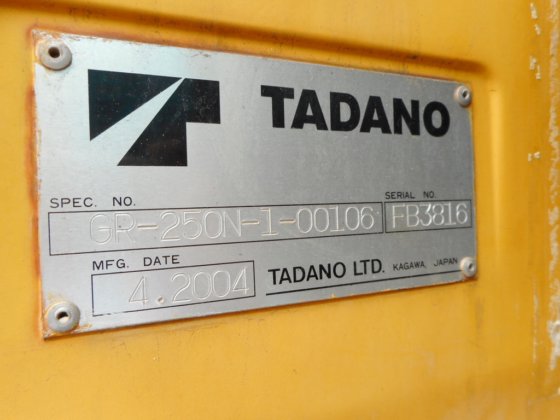 TADANO
SPEC. NO.
GR-250N-1-00106
SERIAL NO.
FB3816
MFG. DATE
4.2004
TADANO LTD. KAGAWA, JAPAN